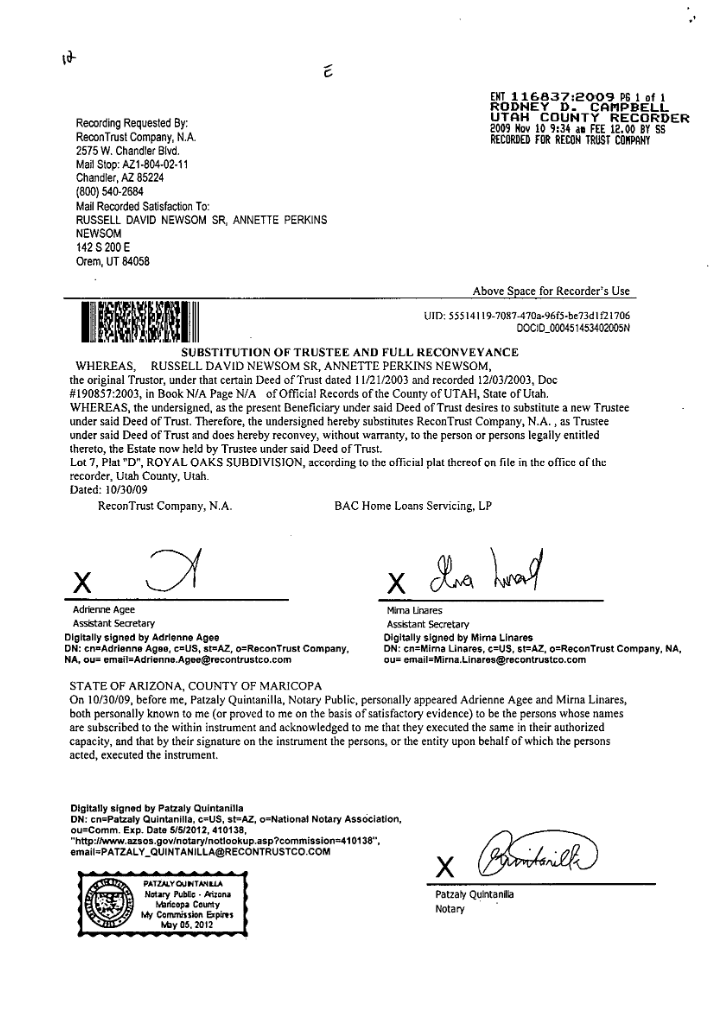 ENT 116837:2009 PG 1 of 1
RODNEY D. CAMPBELL
UTAH COUNTY RECORDER
2009 Nov 10 9:34 am FEE 12.00 BY SS
RECORDED FOR RECON TRUST COMPANY
Recording Requested By:
ReconTrust Company, N.A.
2575 W. Chandler Blvd.
Mail Stop: AZ1-804-02-11
Chandler, AZ 85224
(800) 540-2684
Mail Recorded Satisfaction To:
RUSSELL DAVID NEWSOM SR, ANNETTE PERKINS
NEWSOM
142 S 200 E
Orem, UT 84058
Above Space for Recorder's Use
UID: 55514119-7087-470a-96f5-be73d1f21706
DOCID_000451453402005N
SUBSTITUTION OF TRUSTEE AND FULL RECONVEYANCE
WHEREAS, RUSSELL DAVID NEWSOM SR, ANNETTE PERKINS NEWSOM,
the original Trustor, under that certain Deed of Trust dated 11/21/2003 and recorded 12/03/2003, Doc
#190857:2003, in Book N/A Page N/A of Official Records of the County of UTAH, State of Utah.
WHEREAS, the undersigned, as the present Beneficiary under said Deed of Trust desires to substitute a new Trustee
under said Deed of Trust. Therefore, the undersigned hereby substitutes ReconTrust Company, N.A. , as Trustee
under said Deed of Trust and does hereby reconvey, without warranty, to the person or persons legally entitled
thereto, the Estate now held by Trustee under said Deed of Trust.
Lot 7, Plat "D", ROYAL OAKS SUBDIVISION, according to the official plat thereof on file in the office of the
recorder, Utah County, Utah.
Dated: 10/30/09
ReconTrust Company, N.A. BAC Home Loans Servicing, LP
X X
Adrienne Agee Mirna Linares
Assistant Secretary Assistant Secretary
Digitally signed by Adrienne Agee Digitally signed by Mirna Linares
DN: cn=Adrienne Agee, c=US, st=AZ, o=ReconTrust Company, DN: cn=Mirna Linares, c=US, st=AZ, o=ReconTrust Company, NA,
NA, ou= email=Adrienne.Agee@recontrustco.com ou= email=Mirna.Linares@recontrustco.com
STATE OF ARIZONA, COUNTY OF MARICOPA
On 10/30/09, before me, Patzaly Quintanilla, Notary Public, personally appeared Adrienne Agee and Mirna Linares,
both personally known to me (or proved to me on the basis of satisfactory evidence) to be the persons whose names
are subscribed to the within instrument and acknowledged to me that they executed the same in their authorized
capacity, and that by their signature on the instrument the persons, or the entity upon behalf of which the persons
acted, executed the instrument.
Digitally signed by Patzaly Quintanilla
DN: cn=Patzaly Quintanilla, c=US, st=AZ, o=National Notary Association,
ou=Comm. Exp. Date 5/5/2012, 410138,
"http://www.azsos.gov/notary/notlookup.asp?commission=410138",
email=PATZALY_QUINTANILLA@RECONTRUSTCO.COM
X Quintanilla
PATZALY QUINTANILLA
Notary Public - Arizona
Maricopa County
My Commission Expires
May 05, 2012
Patzaly Quintanilla
Notary